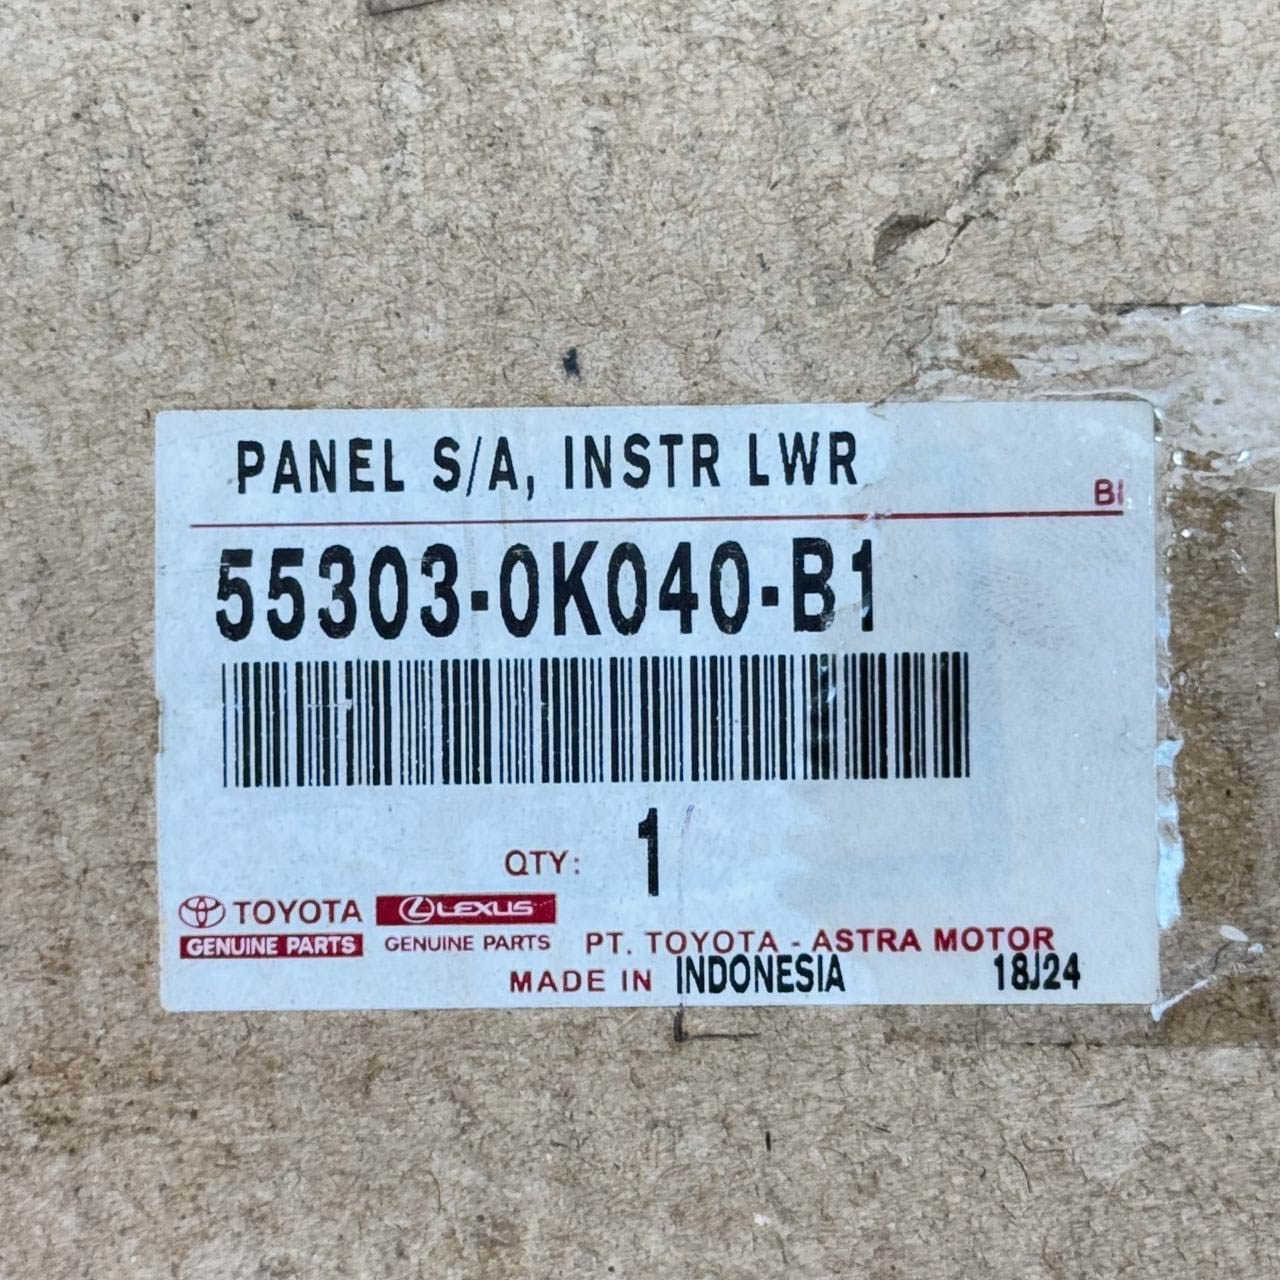 PANEL S/A, INSTR LWR
BI
55303-0K040-B1
QTY: 1
TOYOTA LEXUS
GENUINE PARTS GENUINE PARTS PT. TOYOTA - ASTRA MOTOR
MADE IN INDONESIA 18J24